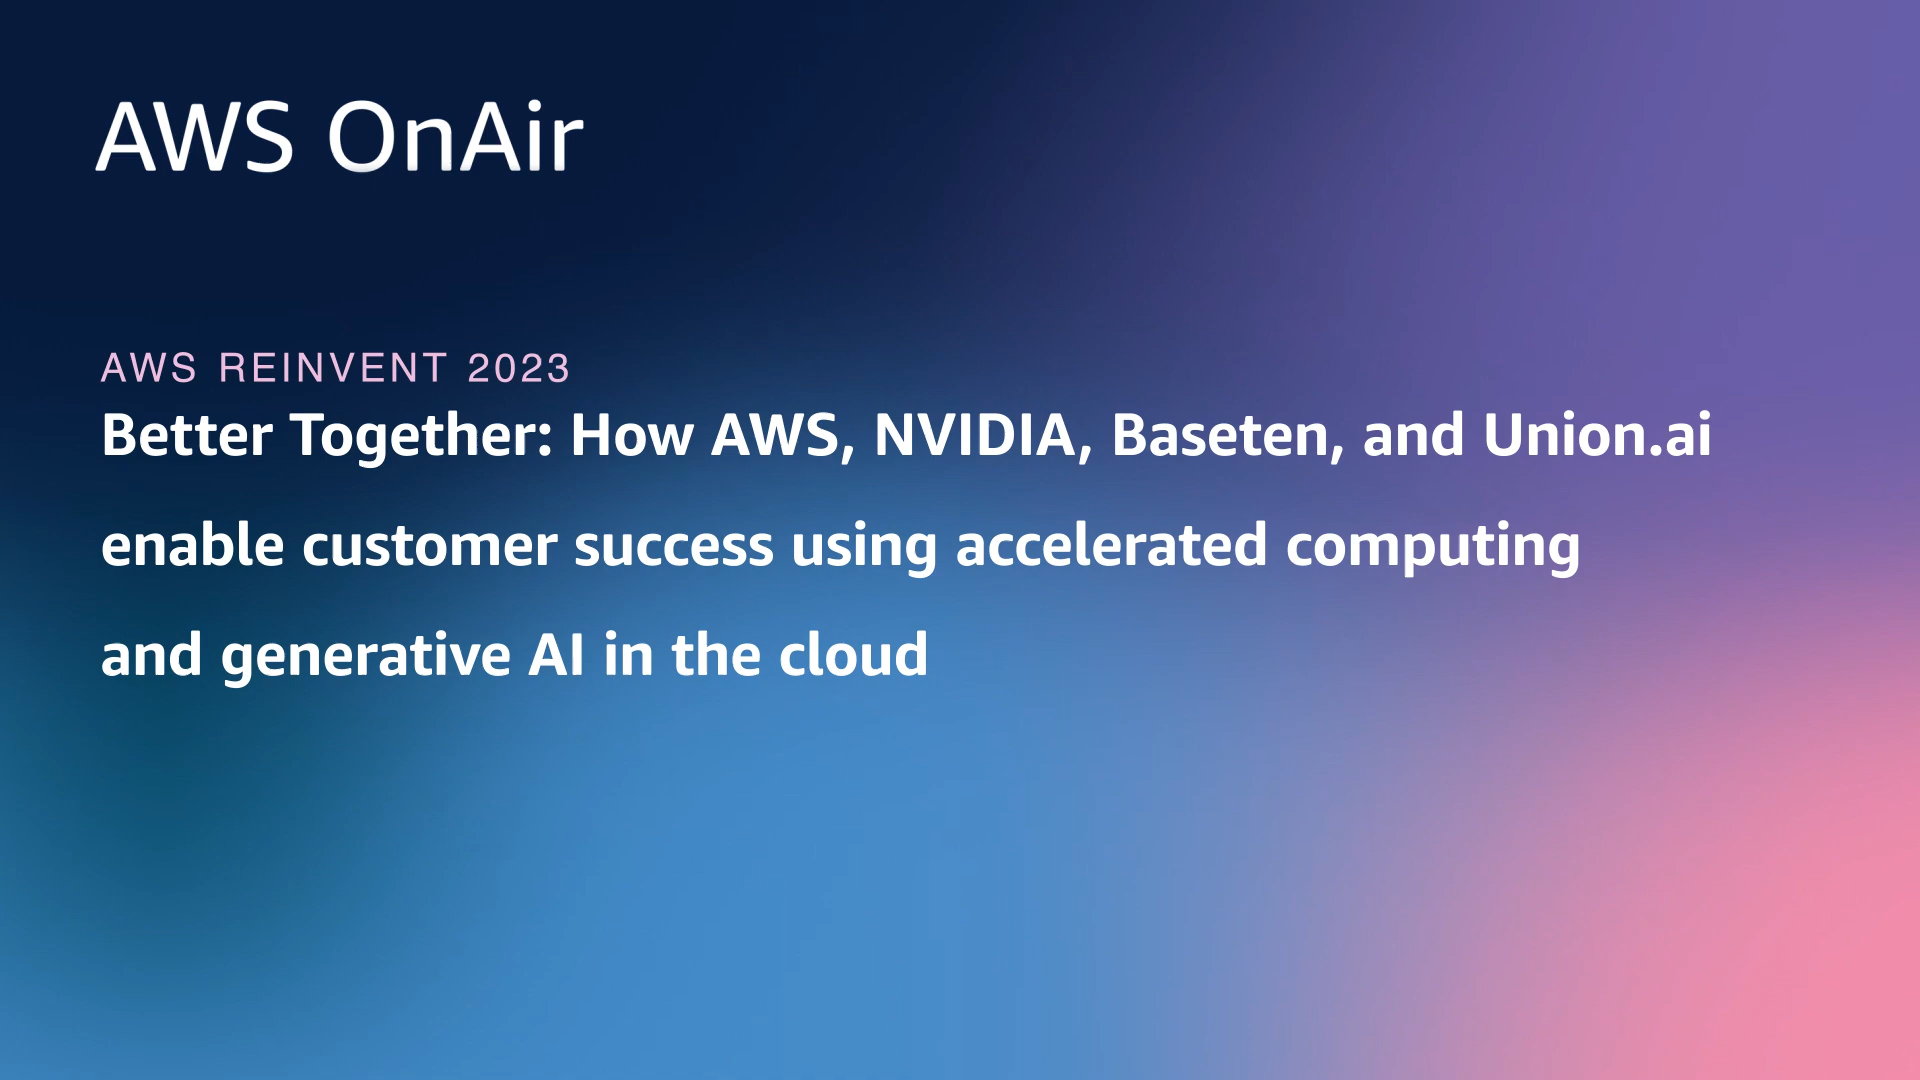 AWS OnAir
AWS REINVENT 2023
Better Together: How AWS, NVIDIA, Baseten, and Union.ai
enable customer success using accelerated computing
and generative AI in the cloud